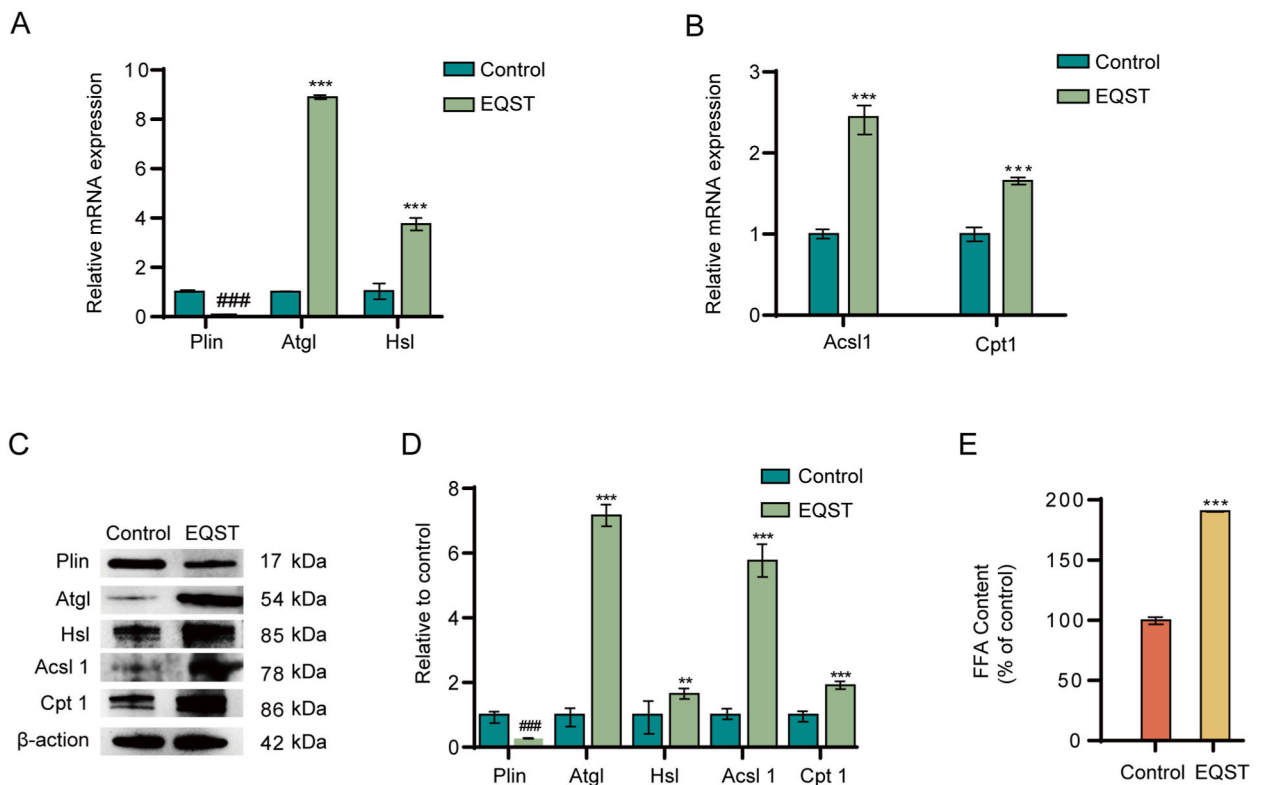 A
Relative mRNA expression
10
8
6
4
2
0
***
***
###
Plin
Atgl
Hsl
Control
EQST
B
Relative mRNA expression
3
2
1
0
***
***
Acsl1
Cpt1
Control
EQST
C
Control EQST
Plin 17 kDa
Atgl 54 kDa
Hsl 85 kDa
Acsl 1 78 kDa
Cpt 1 86 kDa
β-action 42 kDa
D
Relative to control
8
6
4
2
0
###
***
**
***
***
Plin
Atgl
Hsl
Acsl 1
Cpt 1
Control
EQST
E
FFA Content
(% of control)
200
150
100
50
0
***
Control EQST